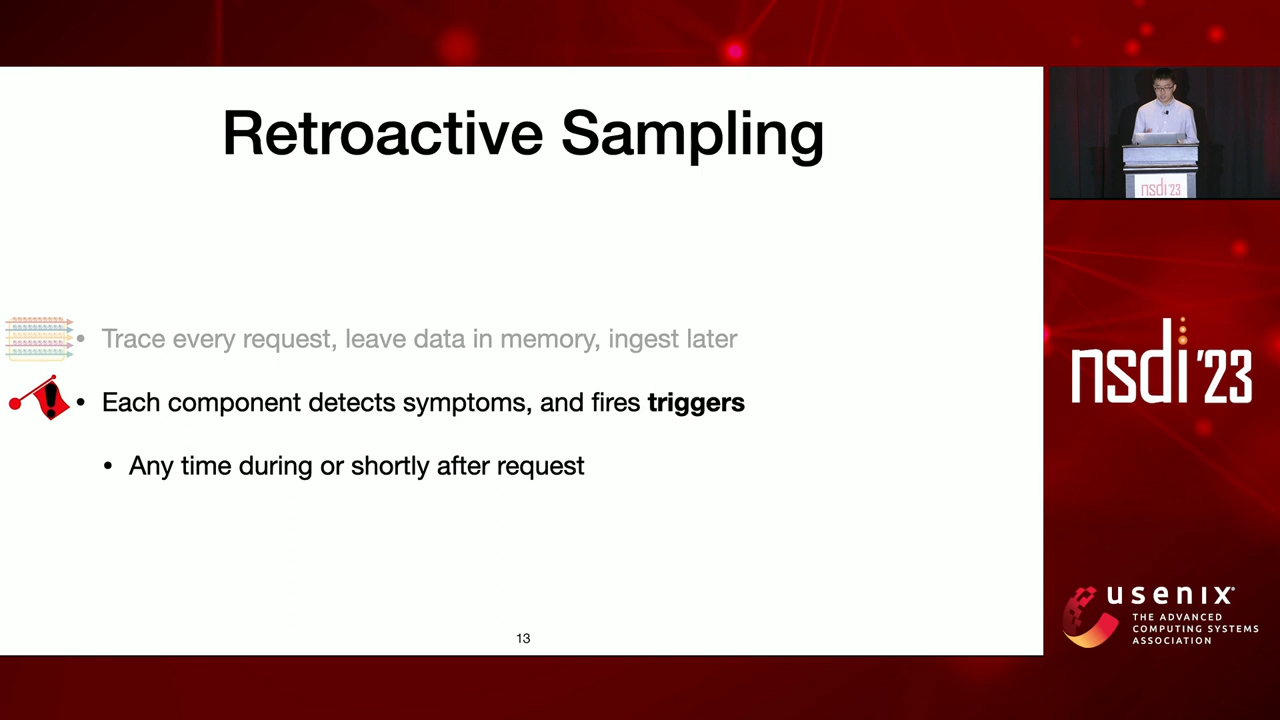 Retroactive Sampling
• Trace every request, leave data in memory, ingest later
• Each component detects symptoms, and fires triggers
• Any time during or shortly after request
13
nsdi '23
nsdi '23
usenix®
THE ADVANCED
COMPUTING SYSTEMS
ASSOCIATION